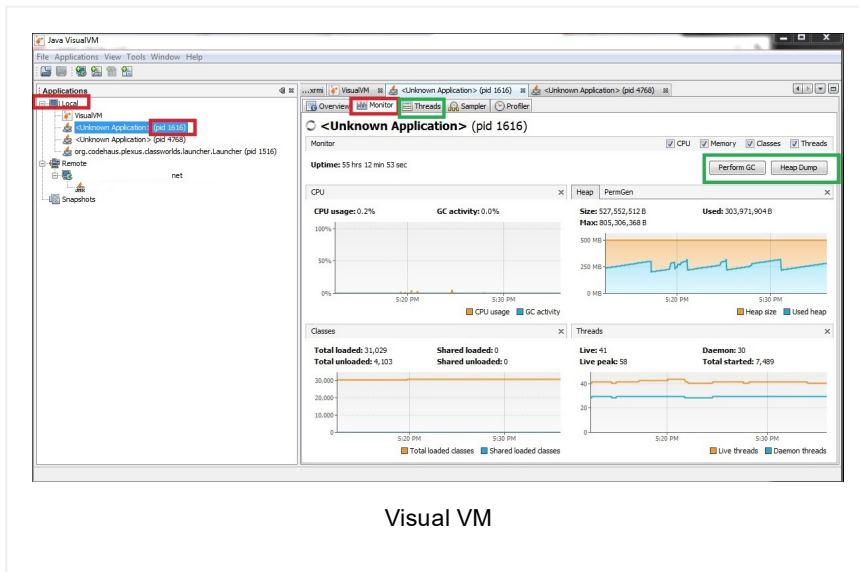 Java VisualVM
File Applications View Tools Window Help
Applications
...xrmi VisualVM <Unknown Application> (pid 1616) <Unknown Application> (pid 4768)
Local
VisualVM
<Unknown Application> (pid 1616)
<Unknown Application> (pid 4768)
org.codehaus.plexus.classworlds.launcher.Launcher (pid 1516)
Remote
net
JMX
Snapshots
Overview Monitor Threads Sampler Profiler
<Unknown Application> (pid 1616)
Monitor CPU Memory Classes Threads
Uptime: 55 hrs 12 min 53 sec
Perform GC Heap Dump
CPU
CPU usage: 0.2% GC activity: 0.0%
100%
50%
0%
5:20 PM 5:30 PM
CPU usage GC activity
Heap PermGen
Size: 527,552,512 B Used: 303,971,904 B
Max: 805,306,368 B
500 MB
250 MB
0 MB
5:20 PM 5:30 PM
Heap size Used heap
Classes
Total loaded: 31,029 Shared loaded: 0
Total unloaded: 4,103 Shared unloaded: 0
30,000
20,000
10,000
0
5:20 PM 5:30 PM
Total loaded classes Shared loaded classes
Threads
Live: 41 Daemon: 30
Live peak: 58 Total started: 7,489
40
20
0
5:20 PM 5:30 PM
Live threads Daemon threads
Visual VM